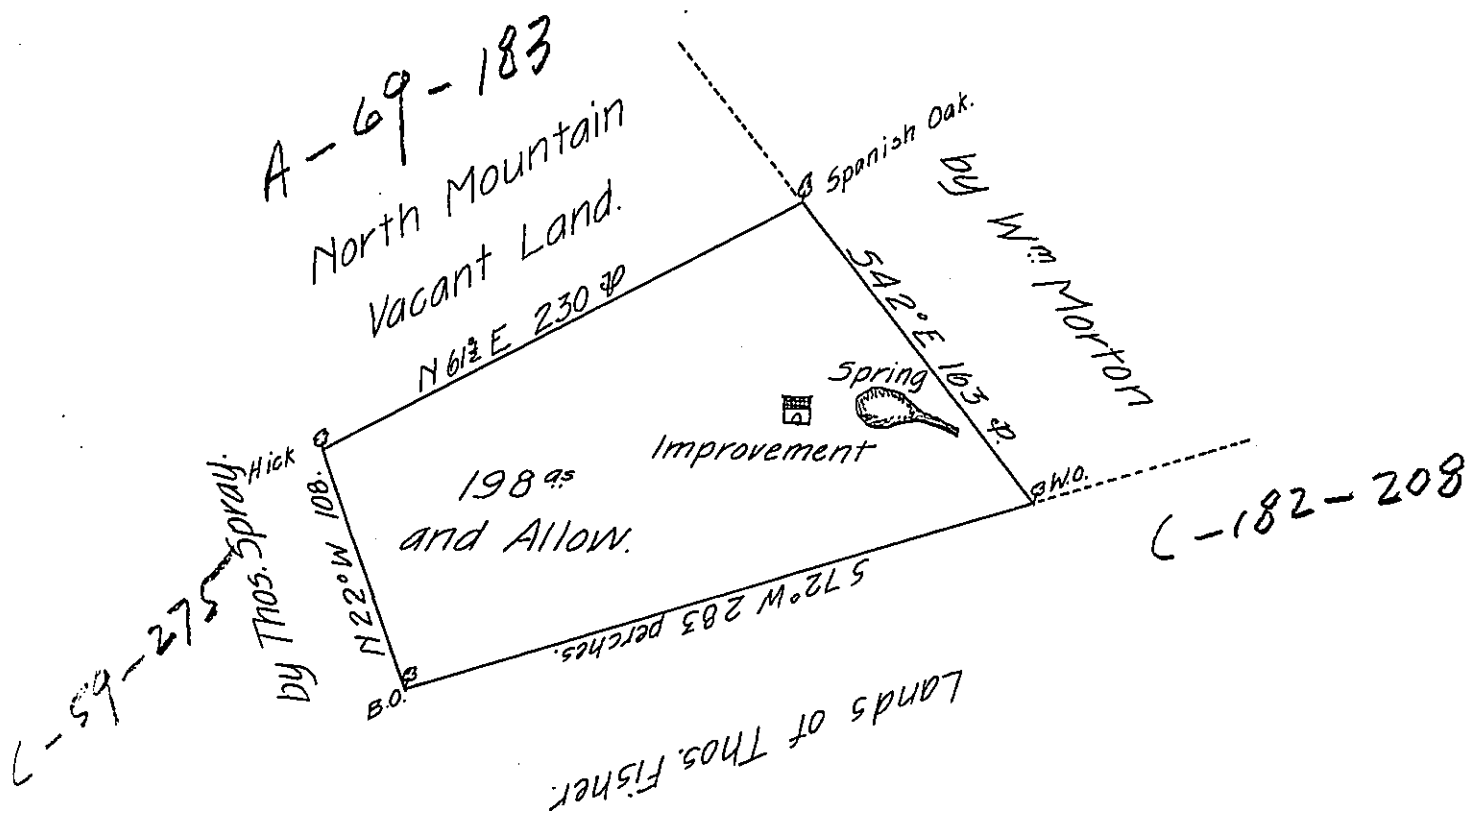 A-69-183
North Mountain
Vacant Land.
Spanish Oak.
by Wm Morton
N 61½° E 230 p
S42°E 163 p.
Spring
Improvement
Hick
198 as
and Allow.
W.O.
C-182-208
by Thos. Spray.
N22°W 108.
C-59-275
B.O.
S72°W 283 perches.
Lands of Thos. Fisher.